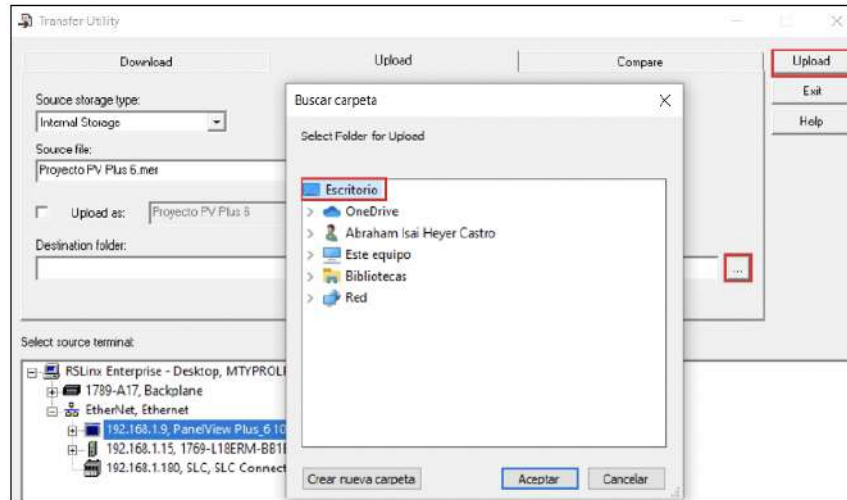 Transfer Utility
Download
Upload
Compare
Upload
Exit
Help
Source storage type:
Internal Storage
Source file:
Proyecto PV Plus 6.mer
Upload as:
Proyecto PV Plus 6
Destination folder:
...
Buscar carpeta
Select Folder for Upload
Escritorio
OneDrive
Abraham Isai Heyer Castro
Este equipo
Bibliotecas
Red
Crear nueva carpeta
Aceptar
Cancelar
Select source terminal:
RSLinx Enterprise - Desktop, MTYPROL
1789-A17, Backplane
EtherNet, Ethernet
192.168.1.9, PanelView Plus_6 10
192.168.1.15, 1769-L18ERM-BB1
192.168.1.180, SLC, SLC Connect